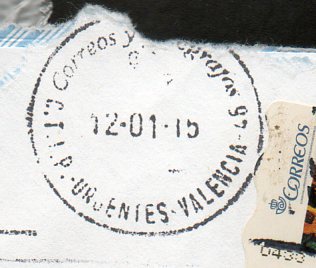 Correos y Telégrafos
12-01-15
URGENTES-VALENCIA-46
CORREOS
0433